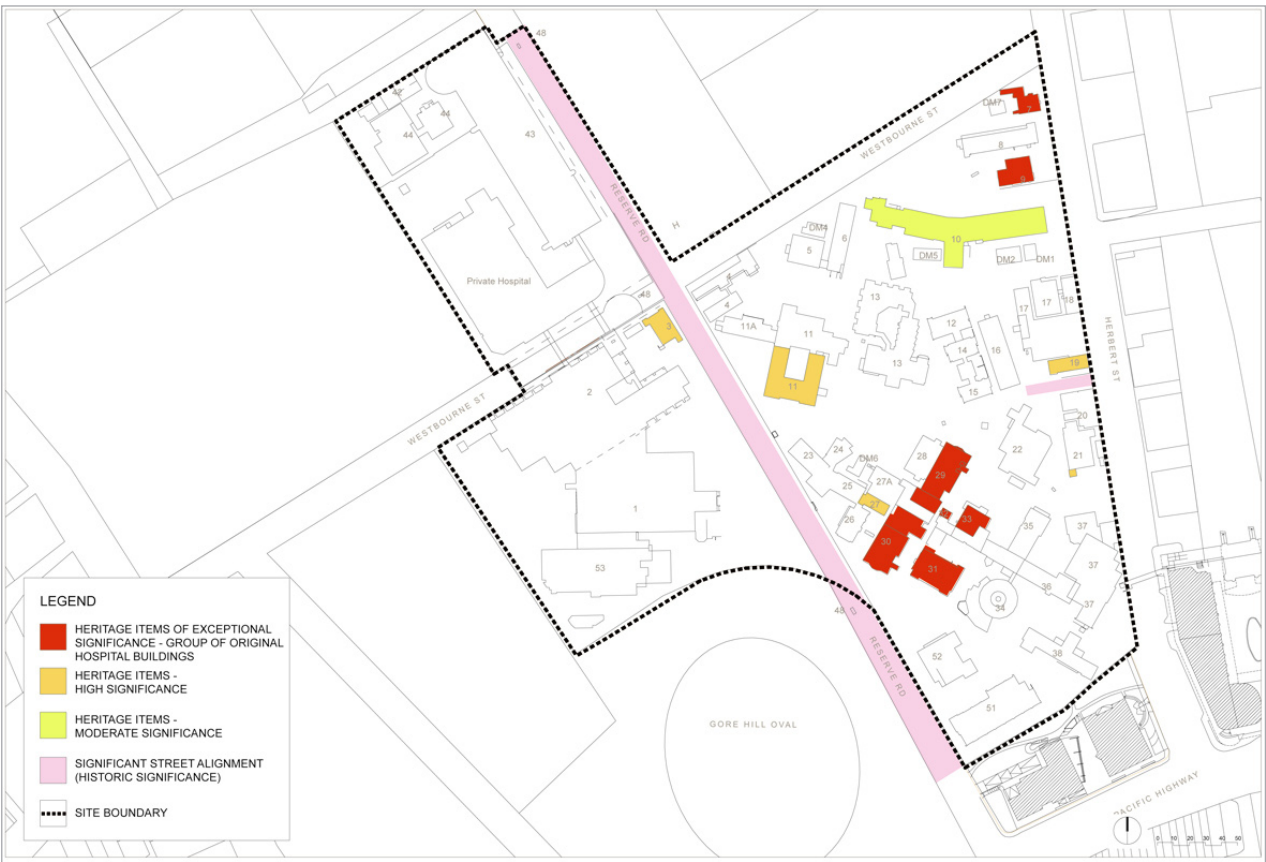 48
42
44
44
43
DM7
7
WESTBOURNE ST
8
9
RESERVE RD
H
DM4
5
6
10
DM5
DM2
DM1
Private Hospital
48
4
4
3
13
17
17
18
11A
11
12
13
14
16
HERBERT ST
19
11
15
2
WESTBOURNE ST
20
23
24
22
21
DM6
28
27A
29
25
27
26
33
35
37
1
30
37
53
31
36
34
37
48
RESERVE RD
52
38
51
GORE HILL OVAL
PACIFIC HIGHWAY
LEGEND
HERITAGE ITEMS OF EXCEPTIONAL
SIGNIFICANCE - GROUP OF ORIGINAL
HOSPITAL BUILDINGS
HERITAGE ITEMS -
HIGH SIGNIFICANCE
HERITAGE ITEMS -
MODERATE SIGNIFICANCE
SIGNIFICANT STREET ALIGNMENT
(HISTORIC SIGNIFICANCE)
SITE BOUNDARY
0 10 20 30 40 50